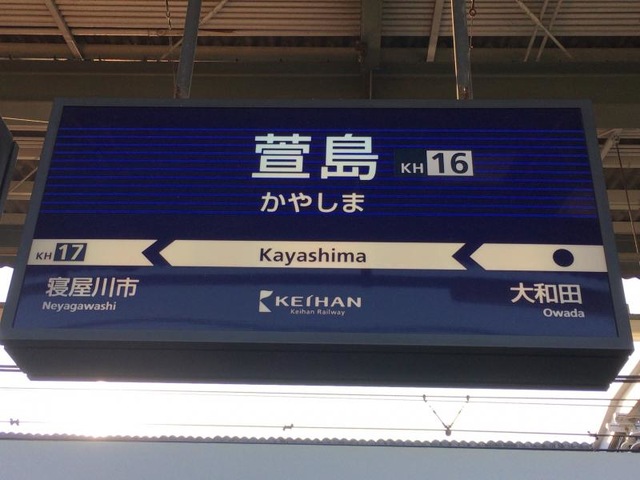 萱島 KH 16
かやしま
KH 17
Kayashima
寝屋川市
Neyagawashi
KEIHAN
Keihan Railway
大和田
Owada